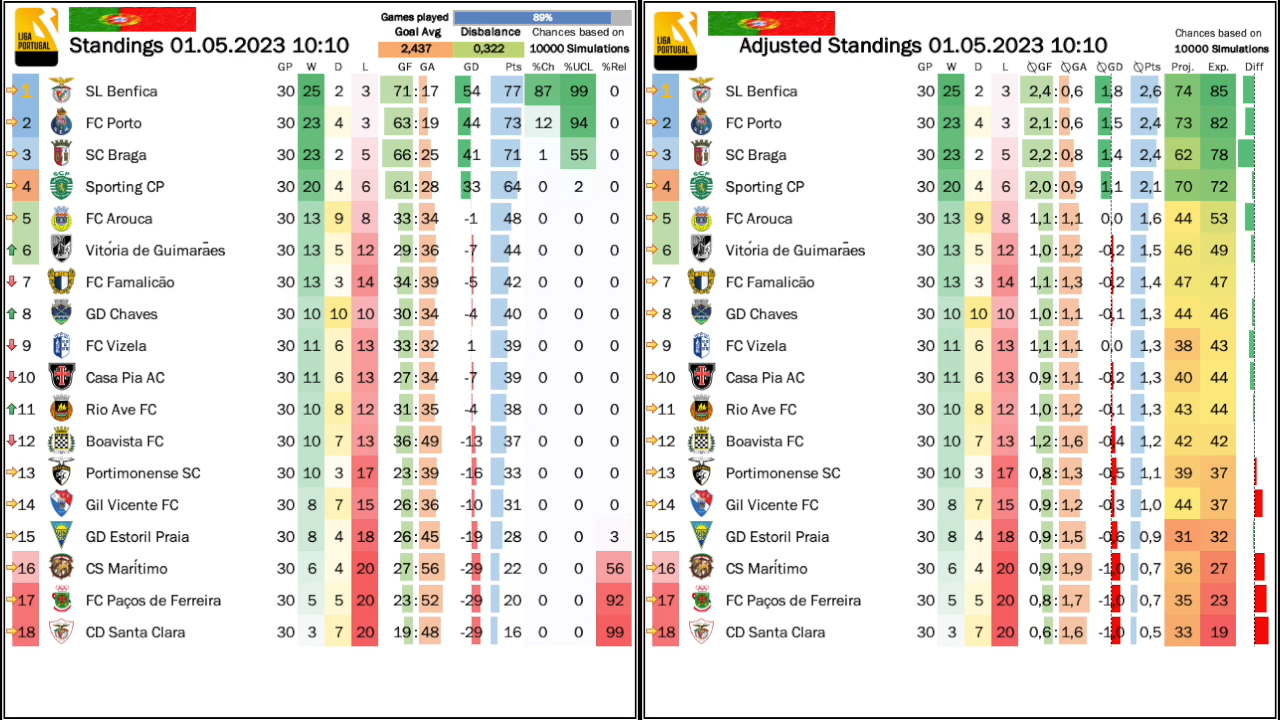 LIGA
PORTUGAL
Standings 01.05.2023 10:10
Games played 89%
Goal Avg Disbalance Chances based on
2,437 0,322 10000 Simulations
GP W D L GF GA GD Pts %Ch %UCL %Rel
1 SL Benfica 30 25 2 3 71:17 54 77 87 99 0
2 FC Porto 30 23 4 3 63:19 44 73 12 94 0
3 SC Braga 30 23 2 5 66:25 41 71 1 55 0
4 Sporting CP 30 20 4 6 61:28 33 64 0 2 0
5 FC Arouca 30 13 9 8 33:34 -1 48 0 0 0
6 Vitória de Guimarães 30 13 5 12 29:36 -7 44 0 0 0
7 FC Famalicão 30 13 3 14 34:39 -5 42 0 0 0
8 GD Chaves 30 10 10 10 30:34 -4 40 0 0 0
9 FC Vizela 30 11 6 13 33:32 1 39 0 0 0
10 Casa Pia AC 30 11 6 13 27:34 -7 39 0 0 0
11 Rio Ave FC 30 10 8 12 31:35 -4 38 0 0 0
12 Boavista FC 30 10 7 13 36:49 -13 37 0 0 0
13 Portimonense SC 30 10 3 17 23:39 -16 33 0 0 0
14 Gil Vicente FC 30 8 7 15 26:36 -10 31 0 0 0
15 GD Estoril Praia 30 8 4 18 26:45 -19 28 0 0 3
16 CS Marítimo 30 6 4 20 27:56 -29 22 0 0 56
17 FC Paços de Ferreira 30 5 5 20 23:52 -29 20 0 0 92
18 CD Santa Clara 30 3 7 20 19:48 -29 16 0 0 99
LIGA
PORTUGAL
Adjusted Standings 01.05.2023 10:10
Chances based on
10000 Simulations
GP W D L ∅GF ∅GA ∅GD ∅Pts Proj. Exp. Diff
1 SL Benfica 30 25 2 3 2,4:0,6 1,8 2,6 74 85
2 FC Porto 30 23 4 3 2,1:0,6 1,5 2,4 73 82
3 SC Braga 30 23 2 5 2,2:0,8 1,4 2,4 62 78
4 Sporting CP 30 20 4 6 2,0:0,9 1,1 2,1 70 72
5 FC Arouca 30 13 9 8 1,1:1,1 0,0 1,6 44 53
6 Vitória de Guimarães 30 13 5 12 1,0:1,2 -0,2 1,5 46 49
7 FC Famalicão 30 13 3 14 1,1:1,3 -0,2 1,4 47 47
8 GD Chaves 30 10 10 10 1,0:1,1 -0,1 1,3 44 46
9 FC Vizela 30 11 6 13 1,1:1,1 0,0 1,3 38 43
10 Casa Pia AC 30 11 6 13 0,9:1,1 -0,2 1,3 40 44
11 Rio Ave FC 30 10 8 12 1,0:1,2 -0,1 1,3 43 44
12 Boavista FC 30 10 7 13 1,2:1,6 -0,4 1,2 42 42
13 Portimonense SC 30 10 3 17 0,8:1,3 -0,5 1,1 39 37
14 Gil Vicente FC 30 8 7 15 0,9:1,2 -0,3 1,0 44 37
15 GD Estoril Praia 30 8 4 18 0,9:1,5 -0,6 0,9 31 32
16 CS Marítimo 30 6 4 20 0,9:1,9 -1,0 0,7 36 27
17 FC Paços de Ferreira 30 5 5 20 0,8:1,7 -1,0 0,7 35 23
18 CD Santa Clara 30 3 7 20 0,6:1,6 -1,0 0,5 33 19